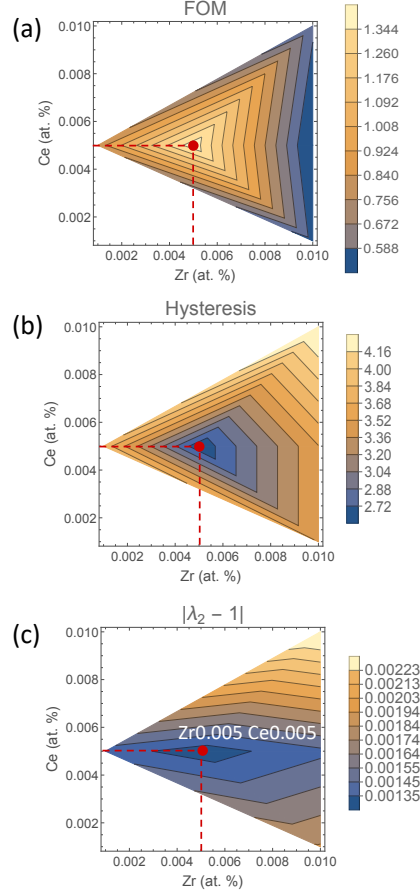 (a)
FOM
0.010
0.008
0.006
0.004
0.002
Ce (at. %)
0.002 0.004 0.006 0.008 0.010
Zr (at. %)
1.344
1.260
1.176
1.092
1.008
0.924
0.840
0.756
0.672
0.588
(b)
Hysteresis
0.010
0.008
0.006
0.004
0.002
Ce (at. %)
0.002 0.004 0.006 0.008 0.010
Zr (at. %)
4.16
4.00
3.84
3.68
3.52
3.36
3.20
3.04
2.88
2.72
(c)
|λ₂ − 1|
0.010
0.008
0.006
0.004
0.002
Ce (at. %)
Zr0.005 Ce0.005
0.002 0.004 0.006 0.008 0.010
Zr (at. %)
0.00223
0.00213
0.00203
0.00194
0.00184
0.00174
0.00164
0.00155
0.00145
0.00135